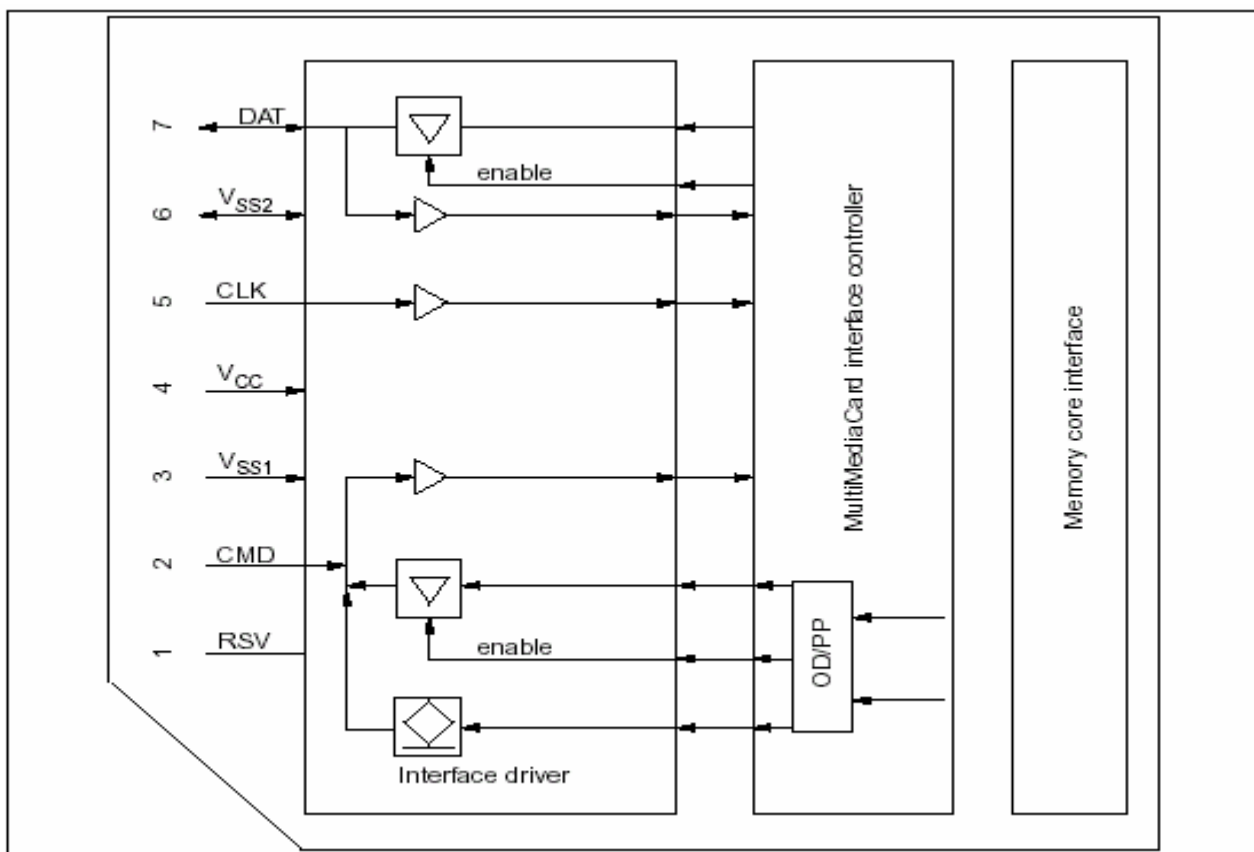 7 DAT
enable
6 VSS2
5 CLK
4 VCC
3 VSS1
2 CMD
1 RSV
enable
Interface driver
OD/PP
MultiMediaCard interface controller
Memory core interface